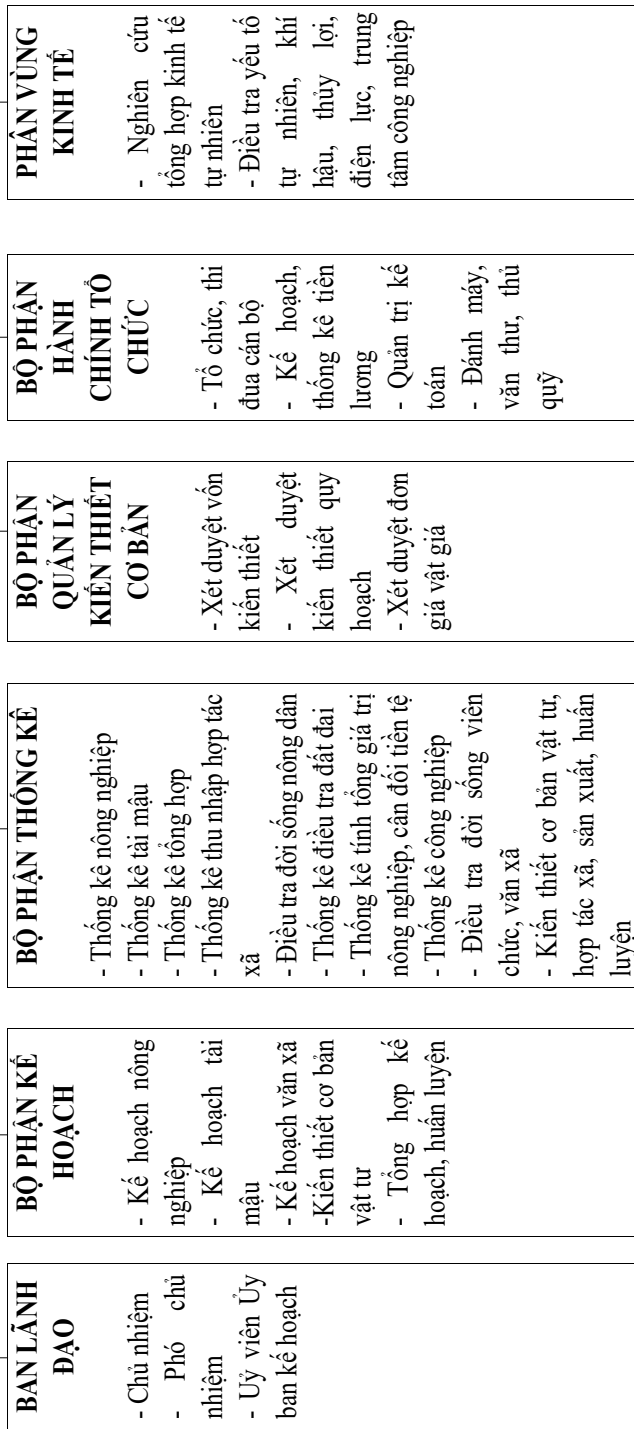 BAN LÃNH
ĐẠO
- Chủ nhiệm
- Phó chủ
nhiệm
- Uỷ viên Ủy
ban kế hoạch
BỘ PHẬN KẾ
HOẠCH
- Kế hoạch nông
nghiệp
- Kế hoạch tài
mậu
- Kế hoạch văn xã
-Kiến thiết cơ bản
vật tư
- Tổng hợp kế
hoạch, huấn luyện
BỘ PHẬN THỐNG KÊ
- Thống kê nông nghiệp
- Thống kê tài mậu
- Thống kê tổng hợp
- Thống kê thu nhập hợp tác
xã
- Điều tra đời sống nông dân
- Thống kê điều tra đất đai
- Thống kê tính tổng giá trị
nông nghiệp, cân đối tiền tệ
- Thống kê công nghiệp
- Điều tra đời sống viên
chức, văn xã
- Kiến thiết cơ bản vật tư,
hợp tác xã, sản xuất, huấn
luyện
BỘ PHẬN
QUẢN LÝ
KIẾN THIẾT
CƠ BẢN
- Xét duyệt vốn
kiến thiết
- Xét duyệt
kiến thiết quy
hoạch
- Xét duyệt đơn
giá vật giá
BỘ PHẬN
HÀNH
CHÍNH TỔ
CHỨC
- Tổ chức, thi
đua cán bộ
- Kế hoạch,
thống kê tiền
lương
- Quản trị kế
toán
- Đánh máy,
văn thư, thủ
quỹ
PHÂN VÙNG
KINH TẾ
- Nghiên cứu
tổng hợp kinh tế
tự nhiên
- Điều tra yếu tố
tự nhiên, khí
hậu, thủy lợi,
điện lực, trung
tâm công nghiệp